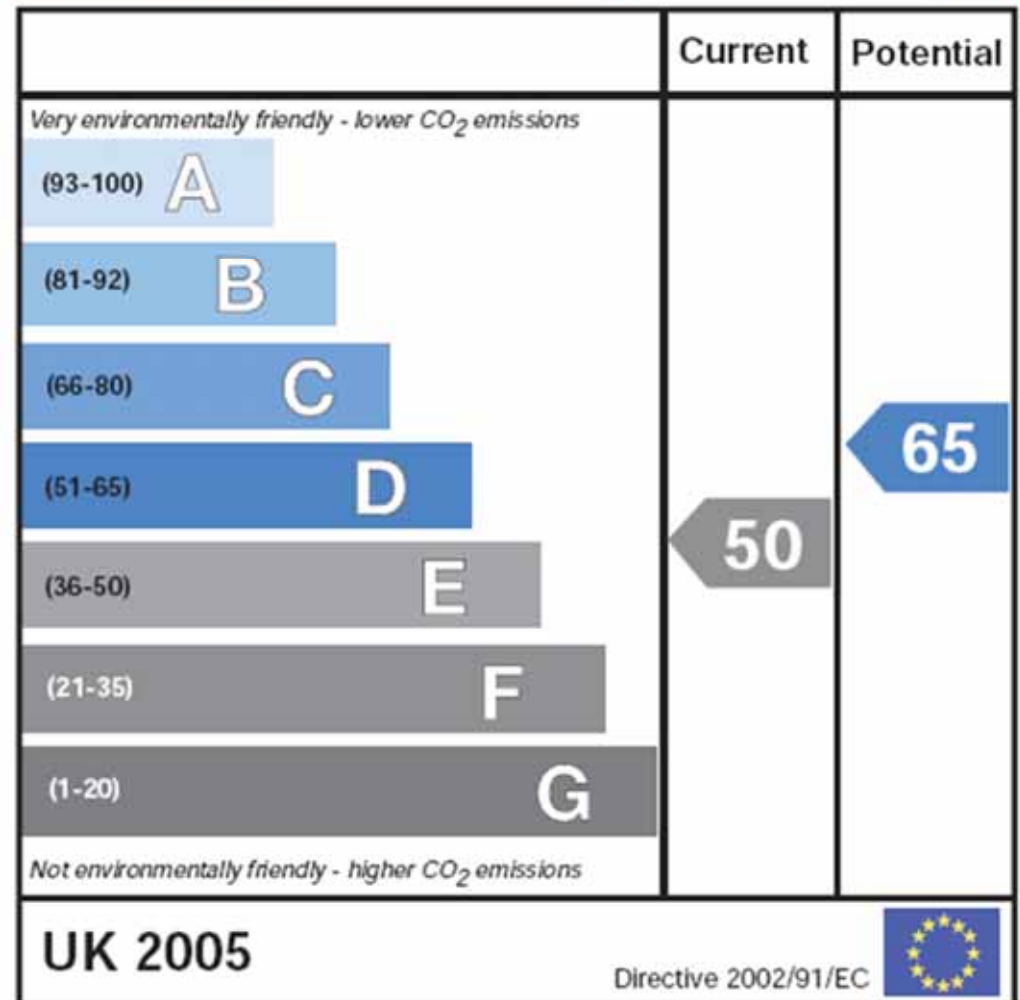 Current Potential
Very environmentally friendly - lower CO2 emissions
(93-100) A
(81-92) B
(66-80) C
(51-65) D
(36-50) E
(21-35) F
(1-20) G
65
50
Not environmentally friendly - higher CO2 emissions
UK 2005
Directive 2002/91/EC